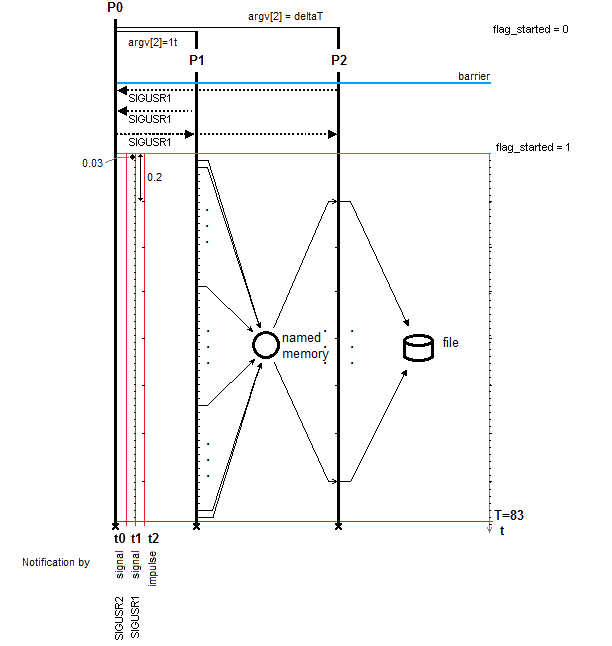 P0
argv[2] = deltaT
flag_started = 0
argv[2]=1t
P1
P2
barrier
SIGUSR1
SIGUSR1
SIGUSR1
flag_started = 1
0.03
0.2
named
memory
file
T=83
t
t0 t1 t2
Notification by
signal
signal
impulse
SIGUSR2
SIGUSR1